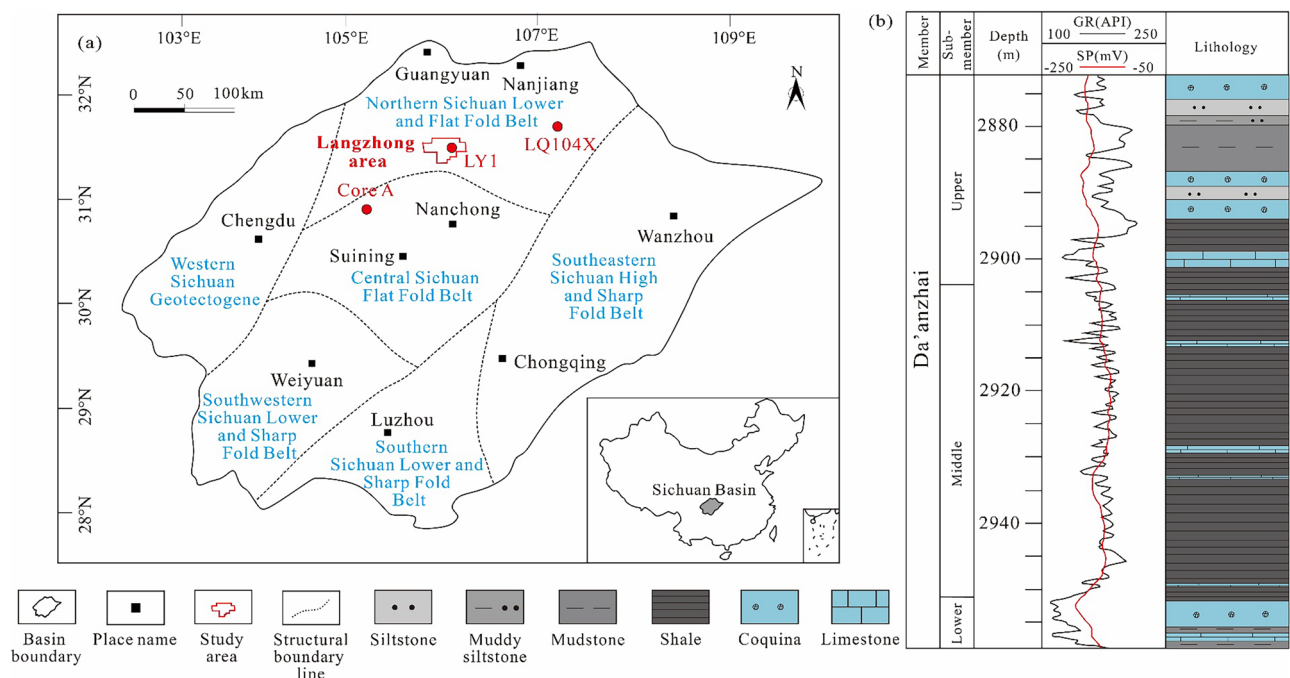 (a)
103°E
105°E
107°E
109°E
32°N
31°N
30°N
29°N
28°N
0
50
100km
N
Guangyuan
Nanjiang
Northern Sichuan Lower
and Flat Fold Belt
Langzhong
area
LY1
LQ104X
Core A
Chengdu
Nanchong
Wanzhou
Suining
Western
Sichuan
Geotectogene
Central Sichuan
Flat Fold Belt
Southeastern
Sichuan High
and Sharp
Fold Belt
Weiyuan
Chongqing
Southwestern
Sichuan Lower
and Sharp
Fold Belt
Luzhou
Southern
Sichuan Lower and
Sharp Fold
Belt
Sichuan Basin
Basin
boundary
Place name
Study
area
Structural
boundary
line
Siltstone
Muddy
siltstone
Mudstone
Shale
Coquina
Limestone
(b)
Member
Sub-
member
Depth
(m)
GR(API)
100
250
SP(mV)
-250
-50
Lithology
Da'anzhai
Upper
Middle
Lower
2880
2900
2920
2940